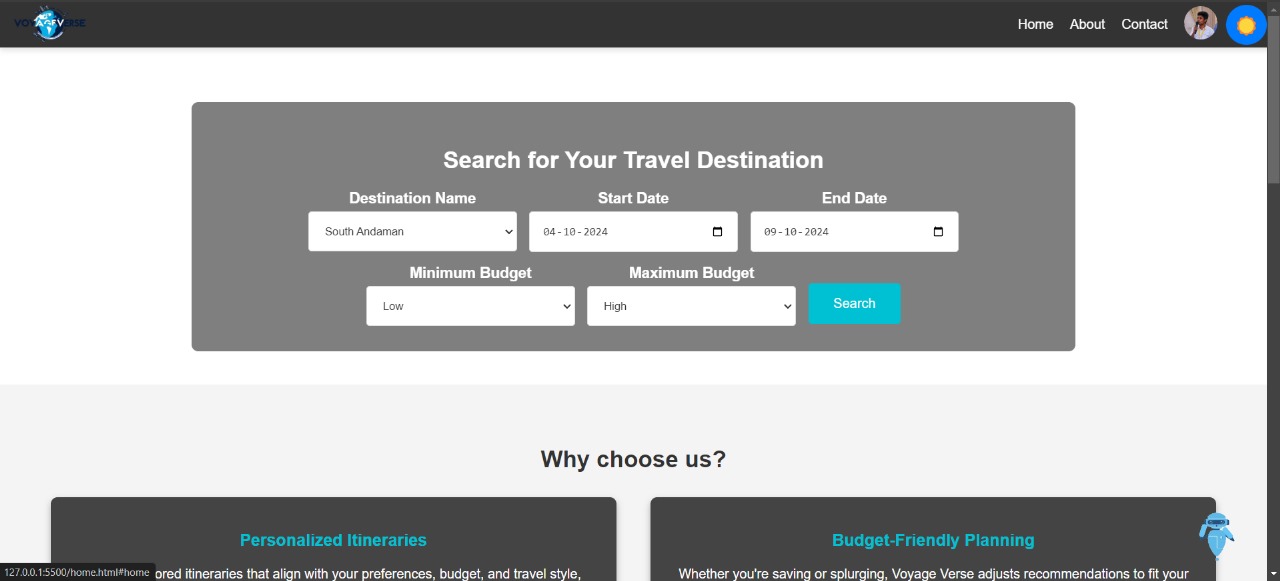 VOYAGEVERSE
Home About Contact
Search for Your Travel Destination
Destination Name Start Date End Date
South Andaman 04-10-2024 09-10-2024
Minimum Budget Maximum Budget
Low High Search
Why choose us?
Personalized Itineraries Budget-Friendly Planning
ored itineraries that align with your preferences, budget, and travel style, Whether you're saving or splurging, Voyage Verse adjusts recommendations to fit your
127.0.0.1:5500/home.html#home